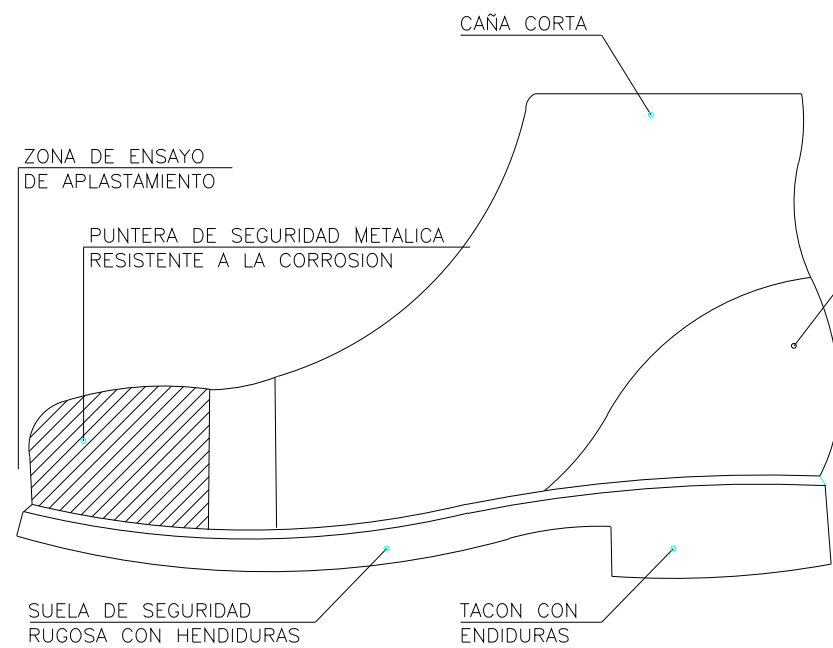 CAÑA CORTA
ZONA DE ENSAYO
DE APLASTAMIENTO
PUNTERA DE SEGURIDAD METALICA
RESISTENTE A LA CORROSION
SUELA DE SEGURIDAD
RUGOSA CON HENDIDURAS
TACON CON
ENDIDURAS